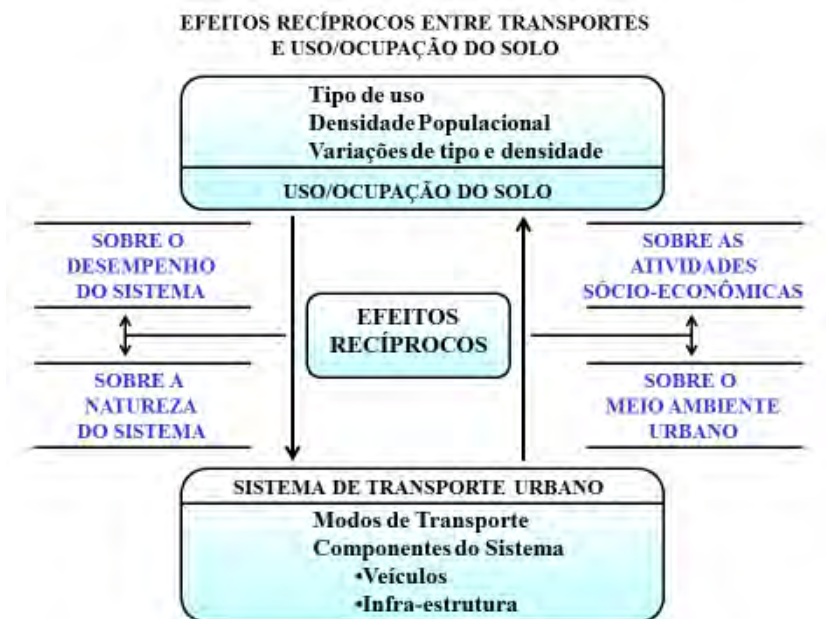 EFEITOS RECÍPROCOS ENTRE TRANSPORTES
E USO/OCUPAÇÃO DO SOLO
Tipo de uso
Densidade Populacional
Variações de tipo e densidade
USO/OCUPAÇÃO DO SOLO
SOBRE O
DESEMPENHO
DO SISTEMA
SOBRE AS
ATIVIDADES
SÓCIO-ECONÔMICAS
EFEITOS
RECÍPROCOS
SOBRE A
NATUREZA
DO SISTEMA
SOBRE O
MEIO AMBIENTE
URBANO
SISTEMA DE TRANSPORTE URBANO
Modos de Transporte
Componentes do Sistema
•Veículos
•Infra-estrutura